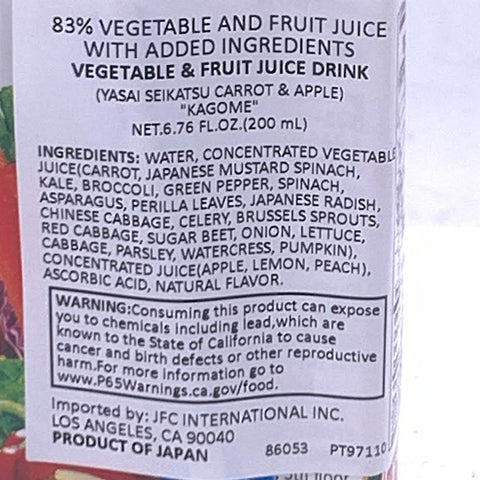 83% VEGETABLE AND FRUIT JUICE
WITH ADDED INGREDIENTS
VEGETABLE & FRUIT JUICE DRINK
(YASAI SEIKATSU CARROT & APPLE)
"KAGOME"
NET.6.76 FL.OZ.(200 mL)
INGREDIENTS: WATER, CONCENTRATED VEGETABLE
JUICE(CARROT, JAPANESE MUSTARD SPINACH,
KALE, BROCCOLI, GREEN PEPPER, SPINACH,
ASPARAGUS, PERILLA LEAVES, JAPANESE RADISH,
CHINESE CABBAGE, CELERY, BRUSSELS SPROUTS,
RED CABBAGE, SUGAR BEET, ONION, LETTUCE,
CABBAGE, PARSLEY, WATERCRESS, PUMPKIN),
CONCENTRATED JUICE(APPLE, LEMON, PEACH),
ASCORBIC ACID, NATURAL FLAVOR.
WARNING:Consuming this product can expose
you to chemicals including lead,which are
known to the State of California to cause
cancer and birth defects or other reproductive
harm.For more information go to
www.P65Warnings.ca.gov/food.
Imported by: JFC INTERNATIONAL INC.
LOS ANGELES, CA 90040
PRODUCT OF JAPAN 86053 PT97110